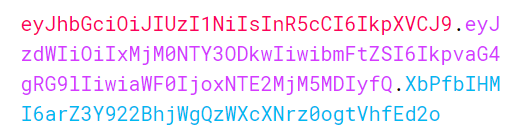 eyJhbGciOiJIUzI1NiIsInR5cCI6IkpXVCJ9.eyJ
zdWIiOiIxMjM0NTY3ODkwIiwibmFtZSI6IkpvaG4
gRG9lIiwiaWF0IjoxNTE2MjM5MDIyfQ.XbPfbIHM
I6arZ3Y922BhjWgQzWXcXNrz0ogtVhfEd2o